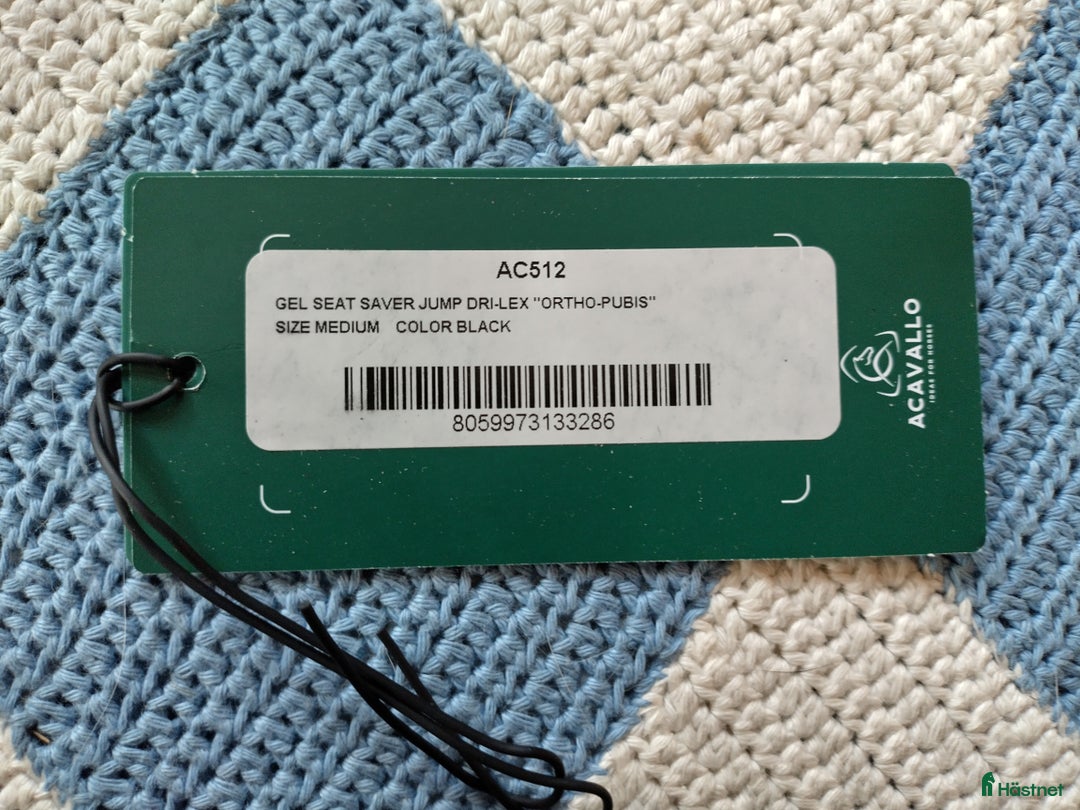 AC512
GEL SEAT SAVER JUMP DRI-LEX "ORTHO-PUBIS"
SIZE MEDIUM COLOR BLACK
8059973133286
ACAVALLO
IDEAS FOR HORSES
Hästnet